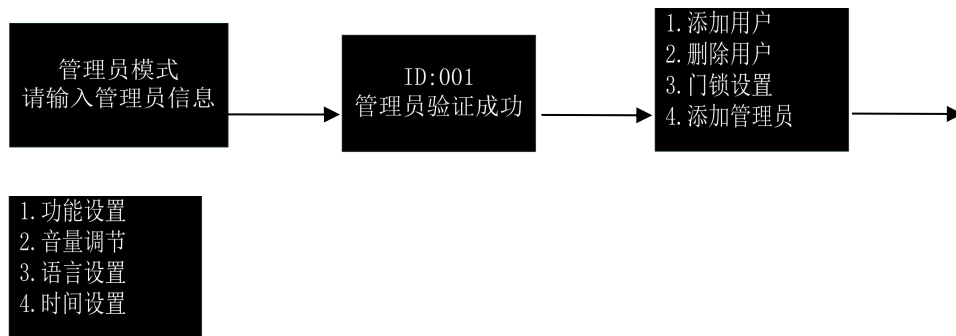 管理员模式
请输入管理员信息
ID:001
管理员验证成功
1.添加用户
2.删除用户
3.门锁设置
4.添加管理员
1.功能设置
2.音量调节
3.语言设置
4.时间设置